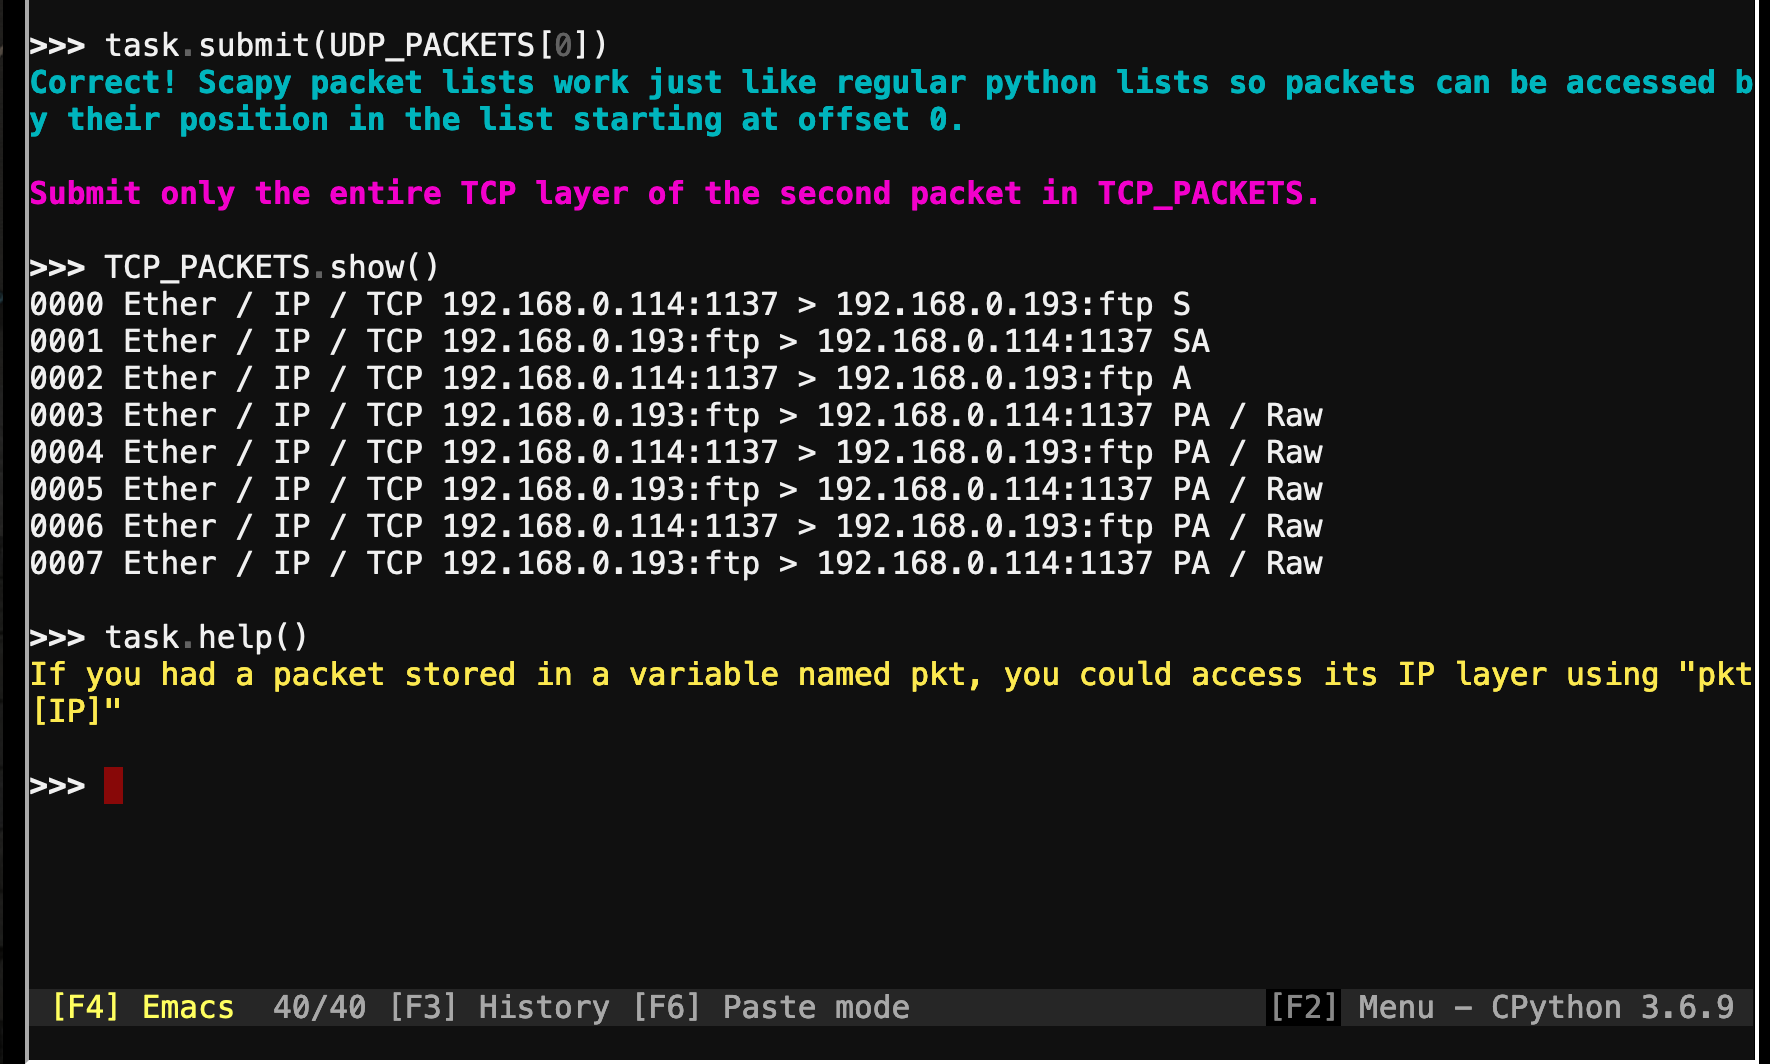 >>> task.submit(UDP_PACKETS[0])
Correct! Scapy packet lists work just like regular python lists so packets can be accessed b
y their position in the list starting at offset 0.
Submit only the entire TCP layer of the second packet in TCP_PACKETS.
>>> TCP_PACKETS.show()
0000 Ether / IP / TCP 192.168.0.114:1137 > 192.168.0.193:ftp S
0001 Ether / IP / TCP 192.168.0.193:ftp > 192.168.0.114:1137 SA
0002 Ether / IP / TCP 192.168.0.114:1137 > 192.168.0.193:ftp A
0003 Ether / IP / TCP 192.168.0.193:ftp > 192.168.0.114:1137 PA / Raw
0004 Ether / IP / TCP 192.168.0.114:1137 > 192.168.0.193:ftp PA / Raw
0005 Ether / IP / TCP 192.168.0.193:ftp > 192.168.0.114:1137 PA / Raw
0006 Ether / IP / TCP 192.168.0.114:1137 > 192.168.0.193:ftp PA / Raw
0007 Ether / IP / TCP 192.168.0.193:ftp > 192.168.0.114:1137 PA / Raw
>>> task.help()
If you had a packet stored in a variable named pkt, you could access its IP layer using "pkt
[IP]"
>>>
[F4] Emacs  40/40 [F3] History [F6] Paste mode [F2] Menu - CPython 3.6.9